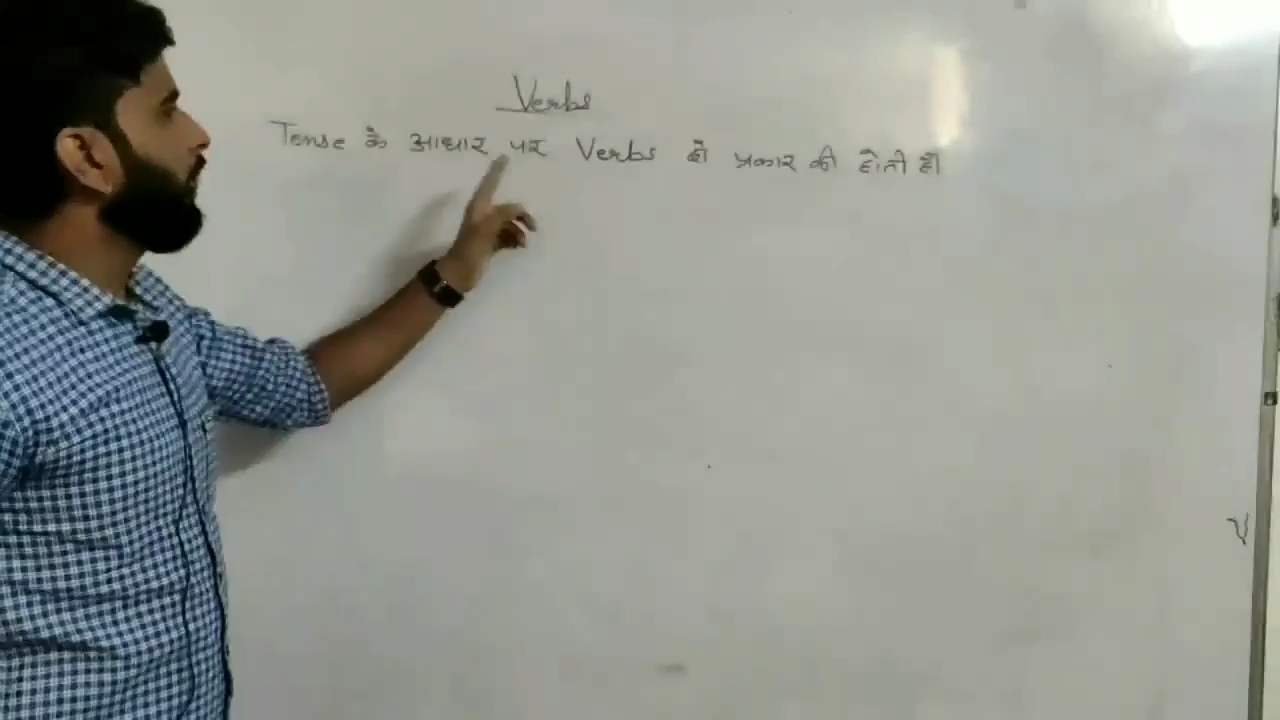 Verbs
Tense के आधार पर Verbs दो प्रकार की होती हैं